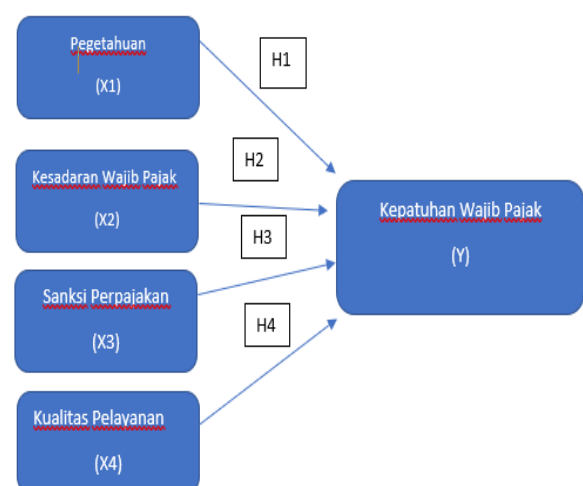 Pegetahuan
(X1)
H1
Kesadaran Wajib Pajak
(X2)
H2
Sanksi Perpajakan
(X3)
H3
Kualitas Pelayanan
(X4)
H4
Kepatuhan Wajib Pajak
(Y)